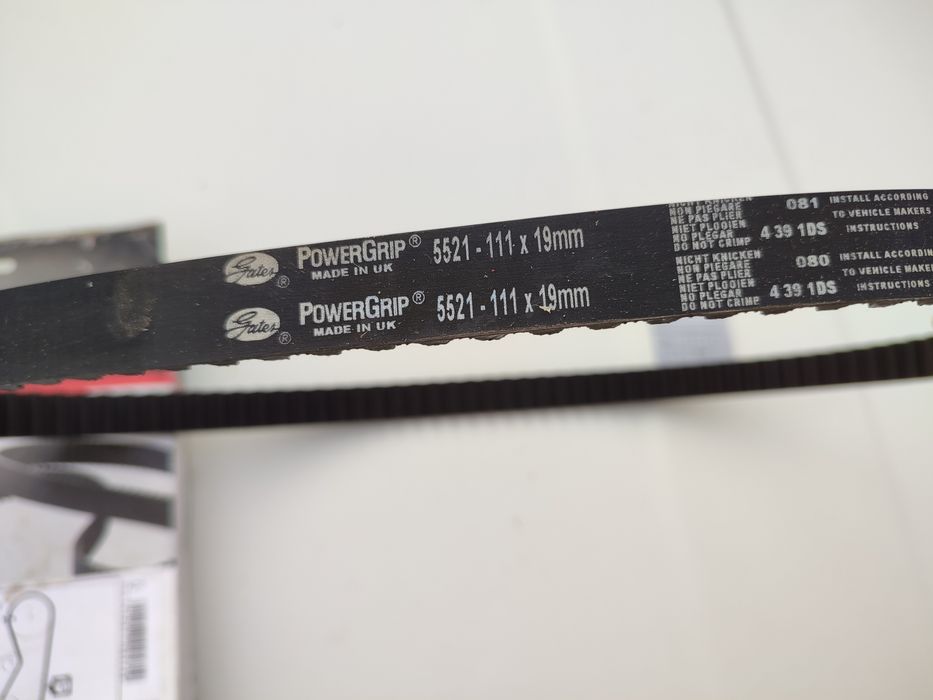 Gates® POWERGRIP® 5521 - 111 x 19mm
MADE IN UK
NICHT KNICKEN
NON PIEGARE
NE PAS PLIER
NIET PLOOIEN
NO PLEGAR
DO NOT CRIMP
081
4 39 1DS
INSTALL ACCORDING
TO VEHICLE MAKERS
INSTRUCTIONS
Gates® POWERGRIP® 5521 - 111 x 19mm
MADE IN UK
NICHT KNICKEN
NON PIEGARE
NE PAS PLIER
NIET PLOOIEN
NO PLEGAR
DO NOT CRIMP
080
4 39 1DS
INSTALL ACCORDIN
TO VEHICLE MAKE
INSTRUCTIONS